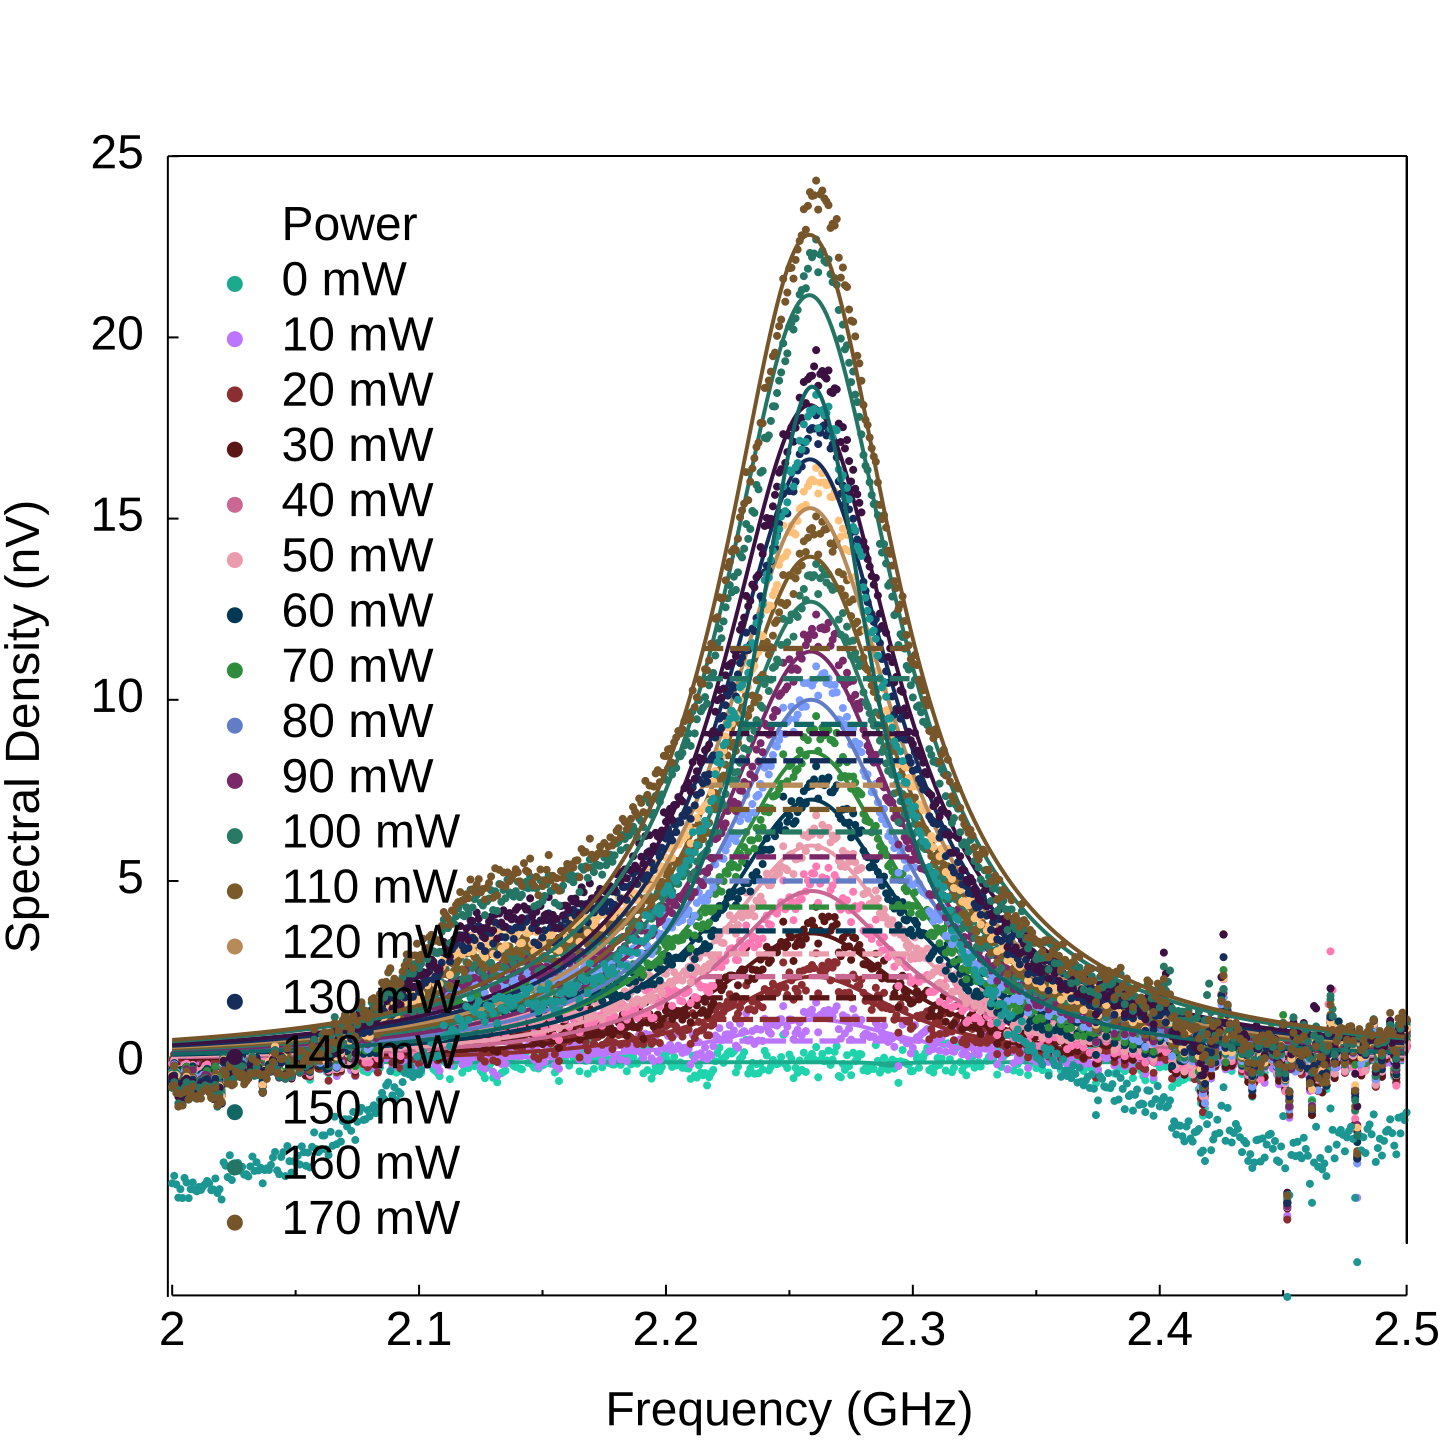 25
20
15
10
5
0
Spectral Density (nV)
Power
0 mW
10 mW
20 mW
30 mW
40 mW
50 mW
60 mW
70 mW
80 mW
90 mW
100 mW
110 mW
120 mW
130 mW
140 mW
150 mW
160 mW
170 mW
2 2.1 2.2 2.3 2.4 2.5
Frequency (GHz)